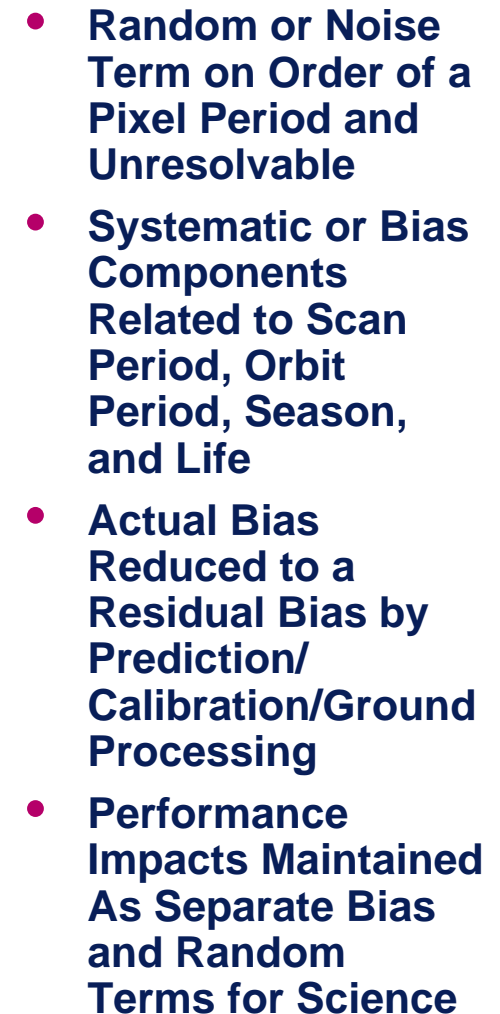 • Random or Noise
Term on Order of a
Pixel Period and
Unresolvable
• Systematic or Bias
Components
Related to Scan
Period, Orbit
Period, Season,
and Life
• Actual Bias
Reduced to a
Residual Bias by
Prediction/
Calibration/Ground
Processing
• Performance
Impacts Maintained
As Separate Bias
and Random
Terms for Science